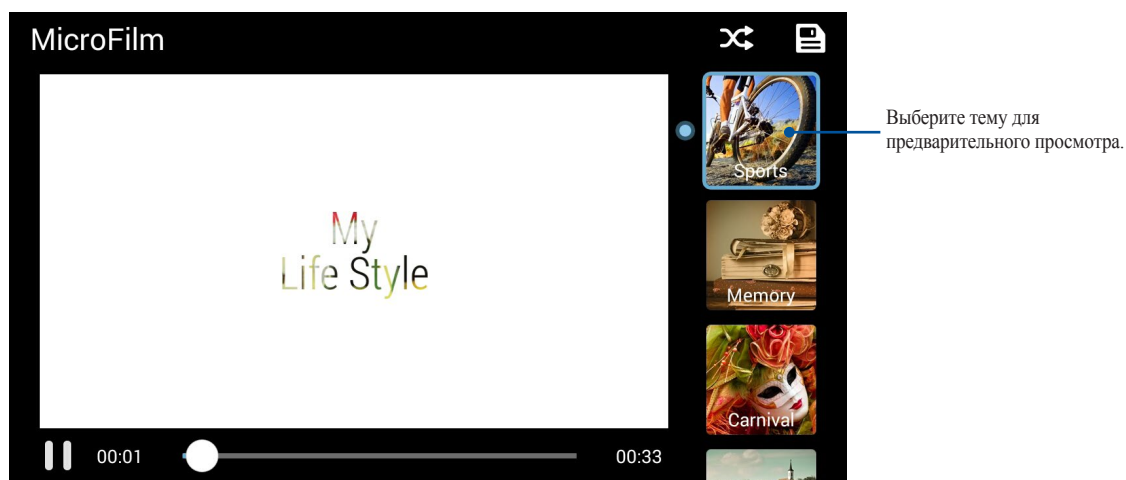 MicroFilm
My
Life Style
Sports
Memory
Carnival
00:01
00:33
Выберите тему для
предварительного просмотра.